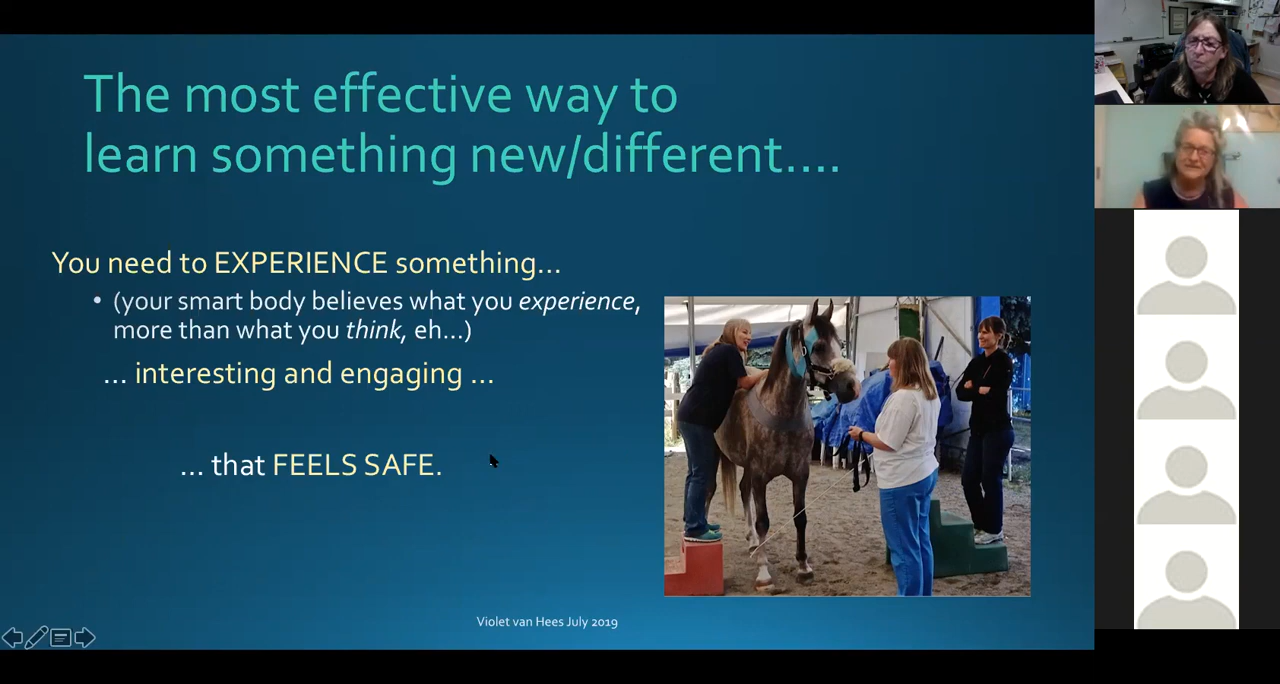 The most effective way to
learn something new/different....
You need to EXPERIENCE something...
• (your smart body believes what you experience,
more than what you think, eh...)
... interesting and engaging ...
... that FEELS SAFE.
Violet van Hees July 2019